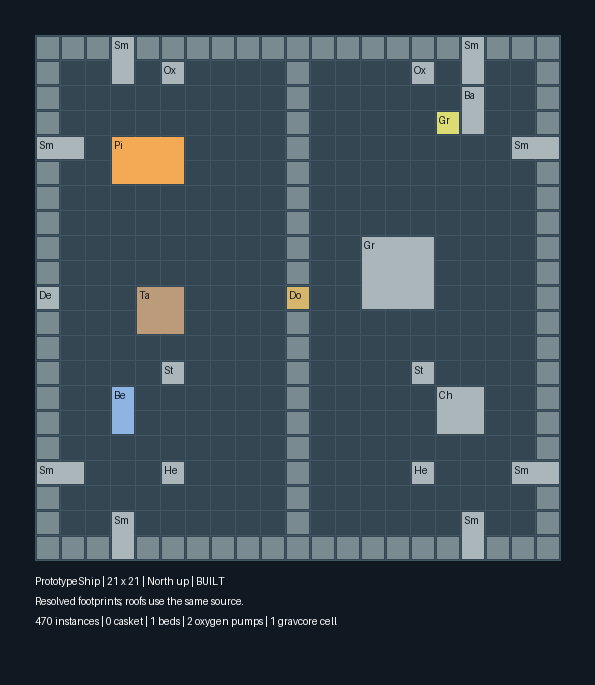 Sm Sm
Ox Ox
Ba
Gr
Sm Pi Sm
Gr
De Ta Do
St St
Be Ch
Sm He He Sm
Sm Sm
PrototypeShip | 21 x 21 | North up | BUILT
Resolved footprints; roofs use the same source.
470 instances | 0 casket | 1 beds | 2 oxygen pumps | 1 gravcore cell